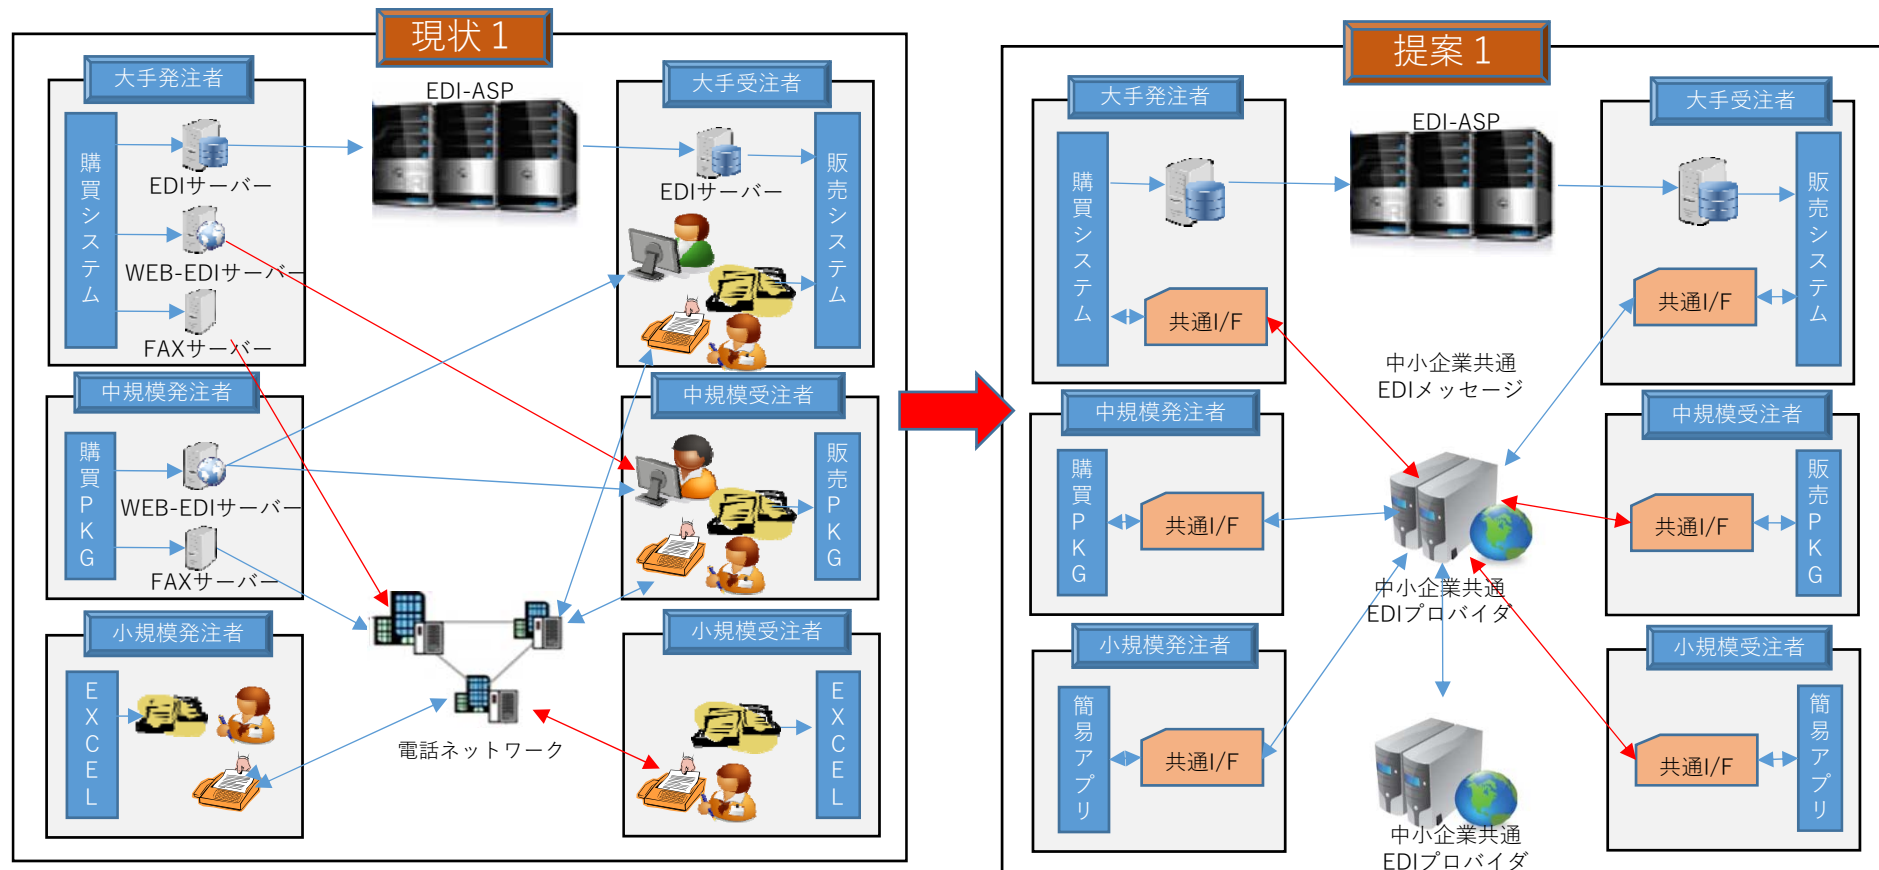 現状１
大手発注者
購買システム
EDIサーバー
WEB-EDIサーバー
FAXサーバー
EDI-ASP
大手受注者
EDIサーバー
販売システム
中規模発注者
購買PKG
WEB-EDIサーバー
FAXサーバー
中規模受注者
販売PKG
小規模発注者
EXCEL
電話ネットワーク
小規模受注者
EXCEL
提案１
大手発注者
購買システム
共通I/F
EDI-ASP
大手受注者
共通I/F
販売システム
中小企業共通
EDIメッセージ
中規模発注者
購買PKG
共通I/F
中小企業共通
EDIプロバイダ
中規模受注者
共通I/F
販売PKG
小規模発注者
簡易アプリ
共通I/F
中小企業共通
EDIプロバイダ
小規模受注者
共通I/F
簡易アプリ